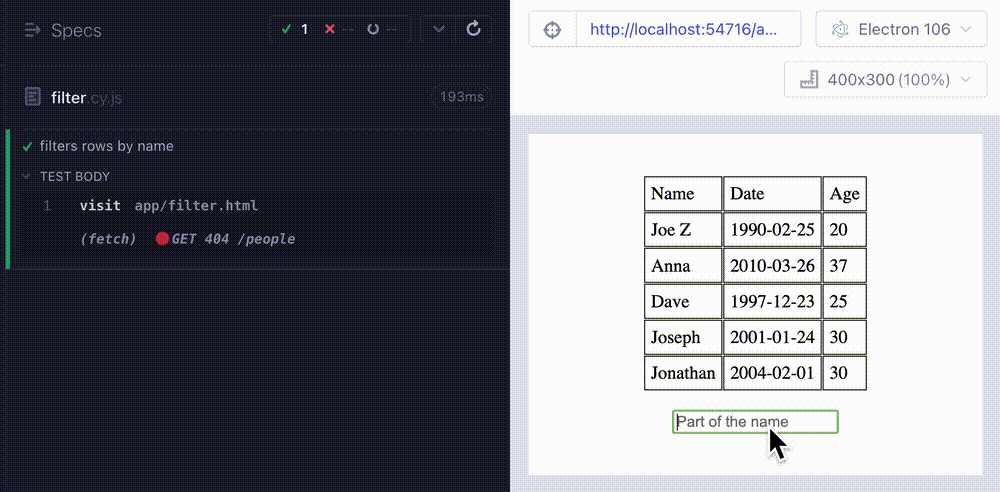 Specs
1 -- --
http://localhost:54716/a...
Electron 106
400x300 (100%)
filter.cy.js
193ms
filters rows by name
TEST BODY
1 visit app/filter.html
(fetch) GET 404 /people
Name Date Age
Joe Z 1990-02-25 20
Anna 2010-03-26 37
Dave 1997-12-23 25
Joseph 2001-01-24 30
Jonathan 2004-02-01 30
Part of the name